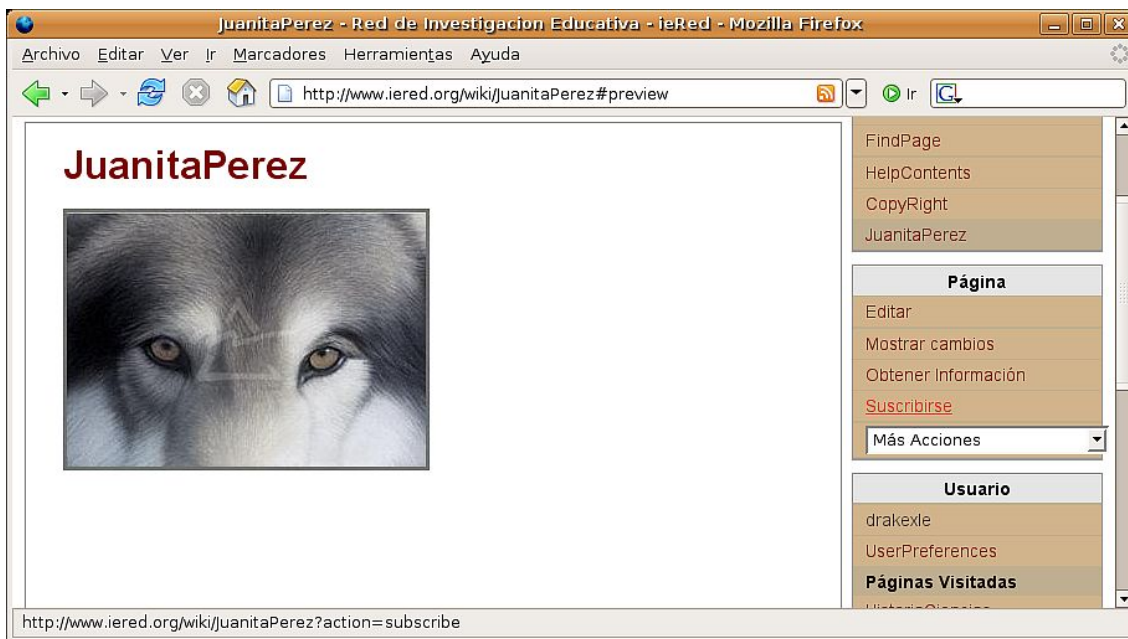 JuanitaPerez - Red de Investigacion Educativa - ieRed - Mozilla Firefox
Archivo Editar Ver Ir Marcadores Herramientas Ayuda
http://www.iered.org/wiki/JuanitaPerez#preview Ir G
JuanitaPerez
FindPage
HelpContents
CopyRight
JuanitaPerez
Página
Editar
Mostrar cambios
Obtener Información
Suscribirse
Más Acciones
Usuario
drakexle
UserPreferences
Páginas Visitadas
http://www.iered.org/wiki/JuanitaPerez?action=subscribe